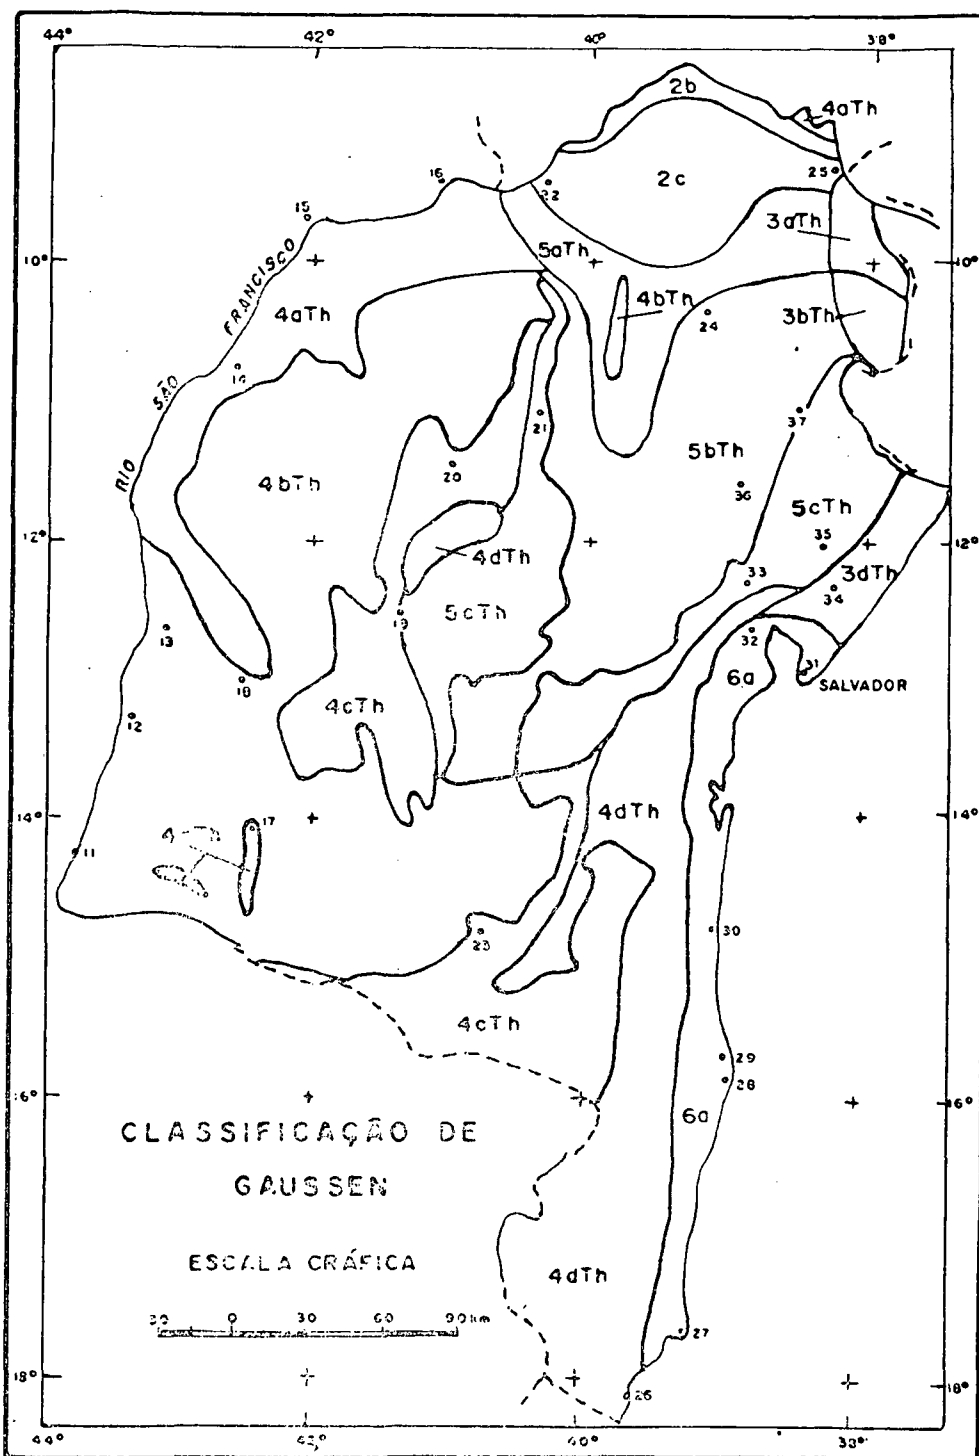 44° 42° 40° 38°
2b
4aTh
2c
25
16
22
15
3aTh
5aTh
10° 10°
RIO SÃO FRANCISCO
4aTh
4bTh
3bTh
24
14
1
21
37
5bTh
20
4bTh
36
5cTh
12° 12°
35
4dTh
3dTh
33
34
5cTh
19
13
32
31
6a
SALVADOR
18
4cTh
12
4dTh
14° 14°
17
11
23
30
4cTh
29
28
16° 16°
6a
CLASSIFICAÇÃO DE
GAUSSEN
ESCALA GRÁFICA
4dTh
30 0 30 60 90 km
27
18° 18°
26
44° 42° 40° 38°